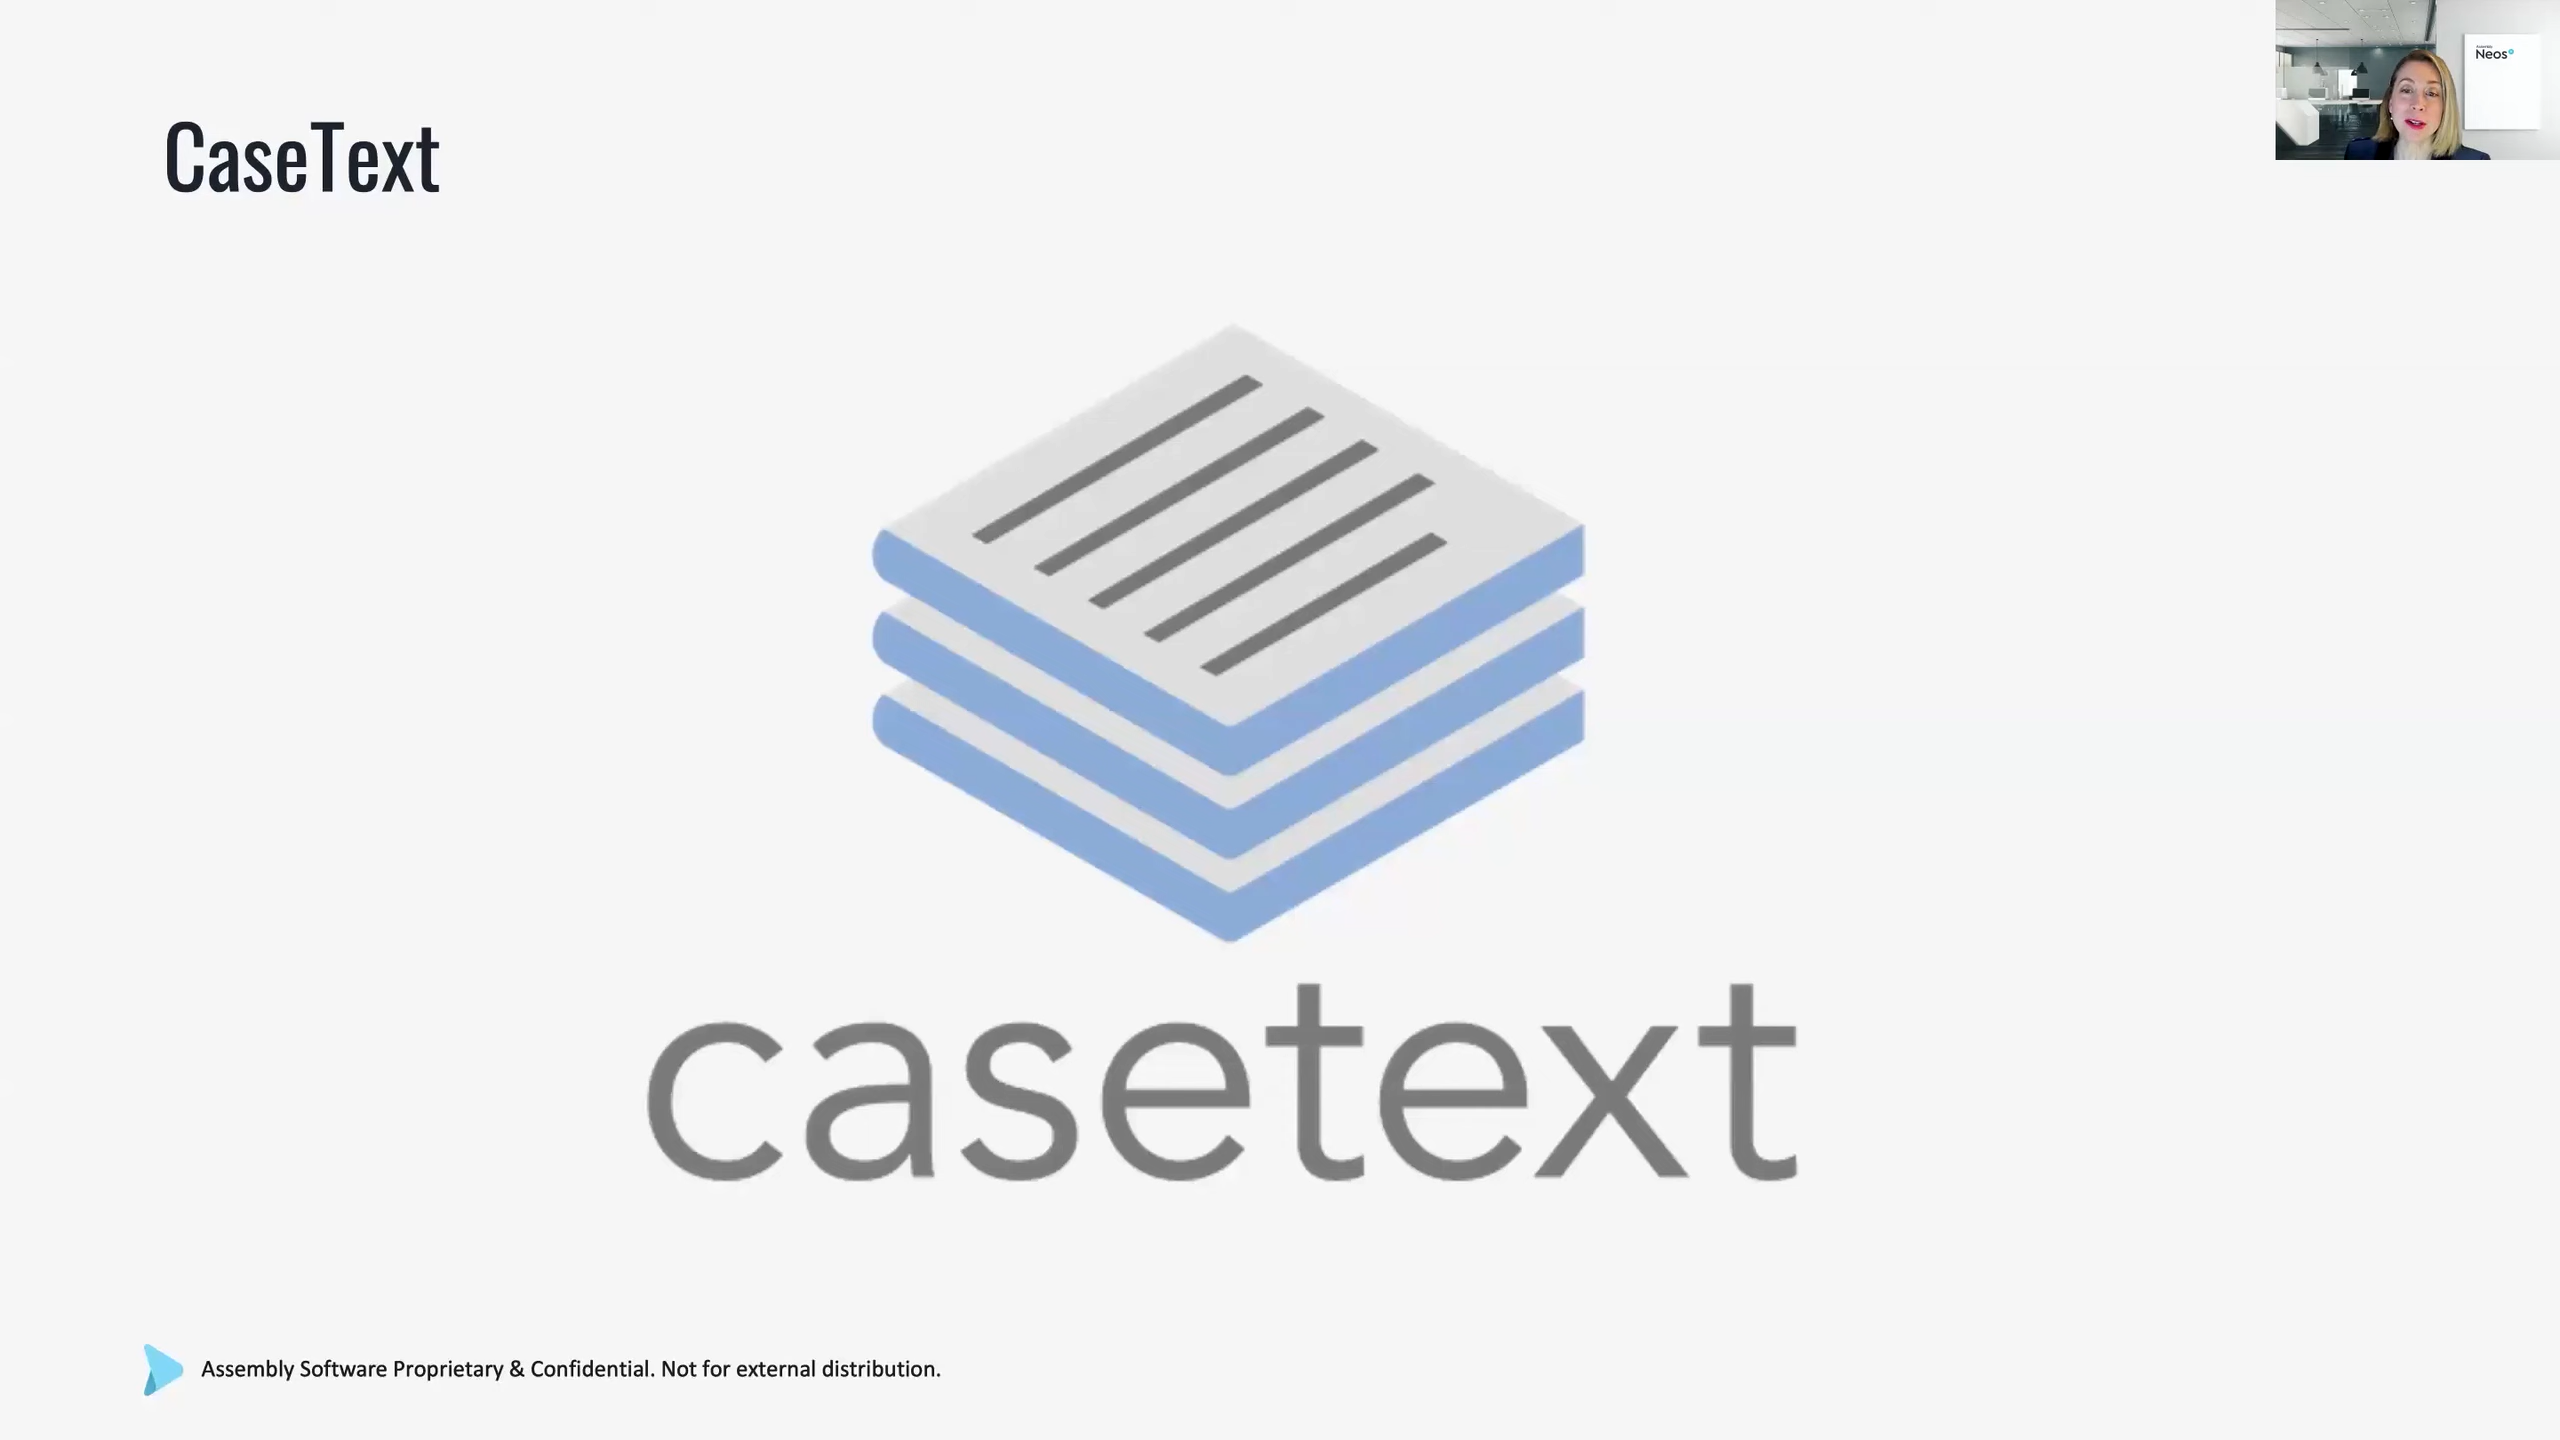 CaseText
Neos
casetext
Assembly Software Proprietary & Confidential. Not for external distribution.